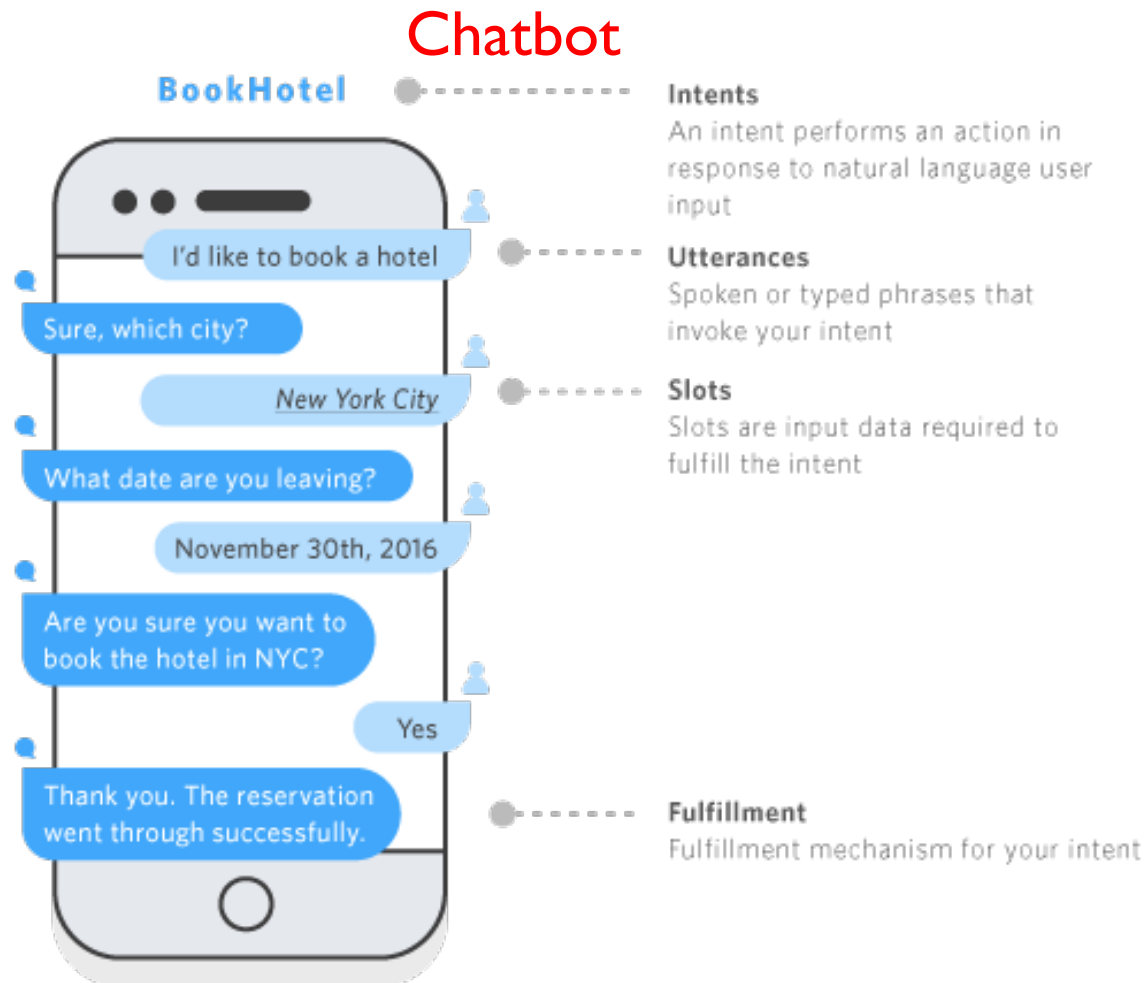 Chatbot
BookHotel
Intents
An intent performs an action in
response to natural language user
input
I'd like to book a hotel
Utterances
Spoken or typed phrases that
invoke your intent
Sure, which city?
New York City
Slots
Slots are input data required to
fulfill the intent
What date are you leaving?
November 30th, 2016
Are you sure you want to
book the hotel in NYC?
Yes
Thank you. The reservation
went through successfully.
Fulfillment
Fulfillment mechanism for your intent